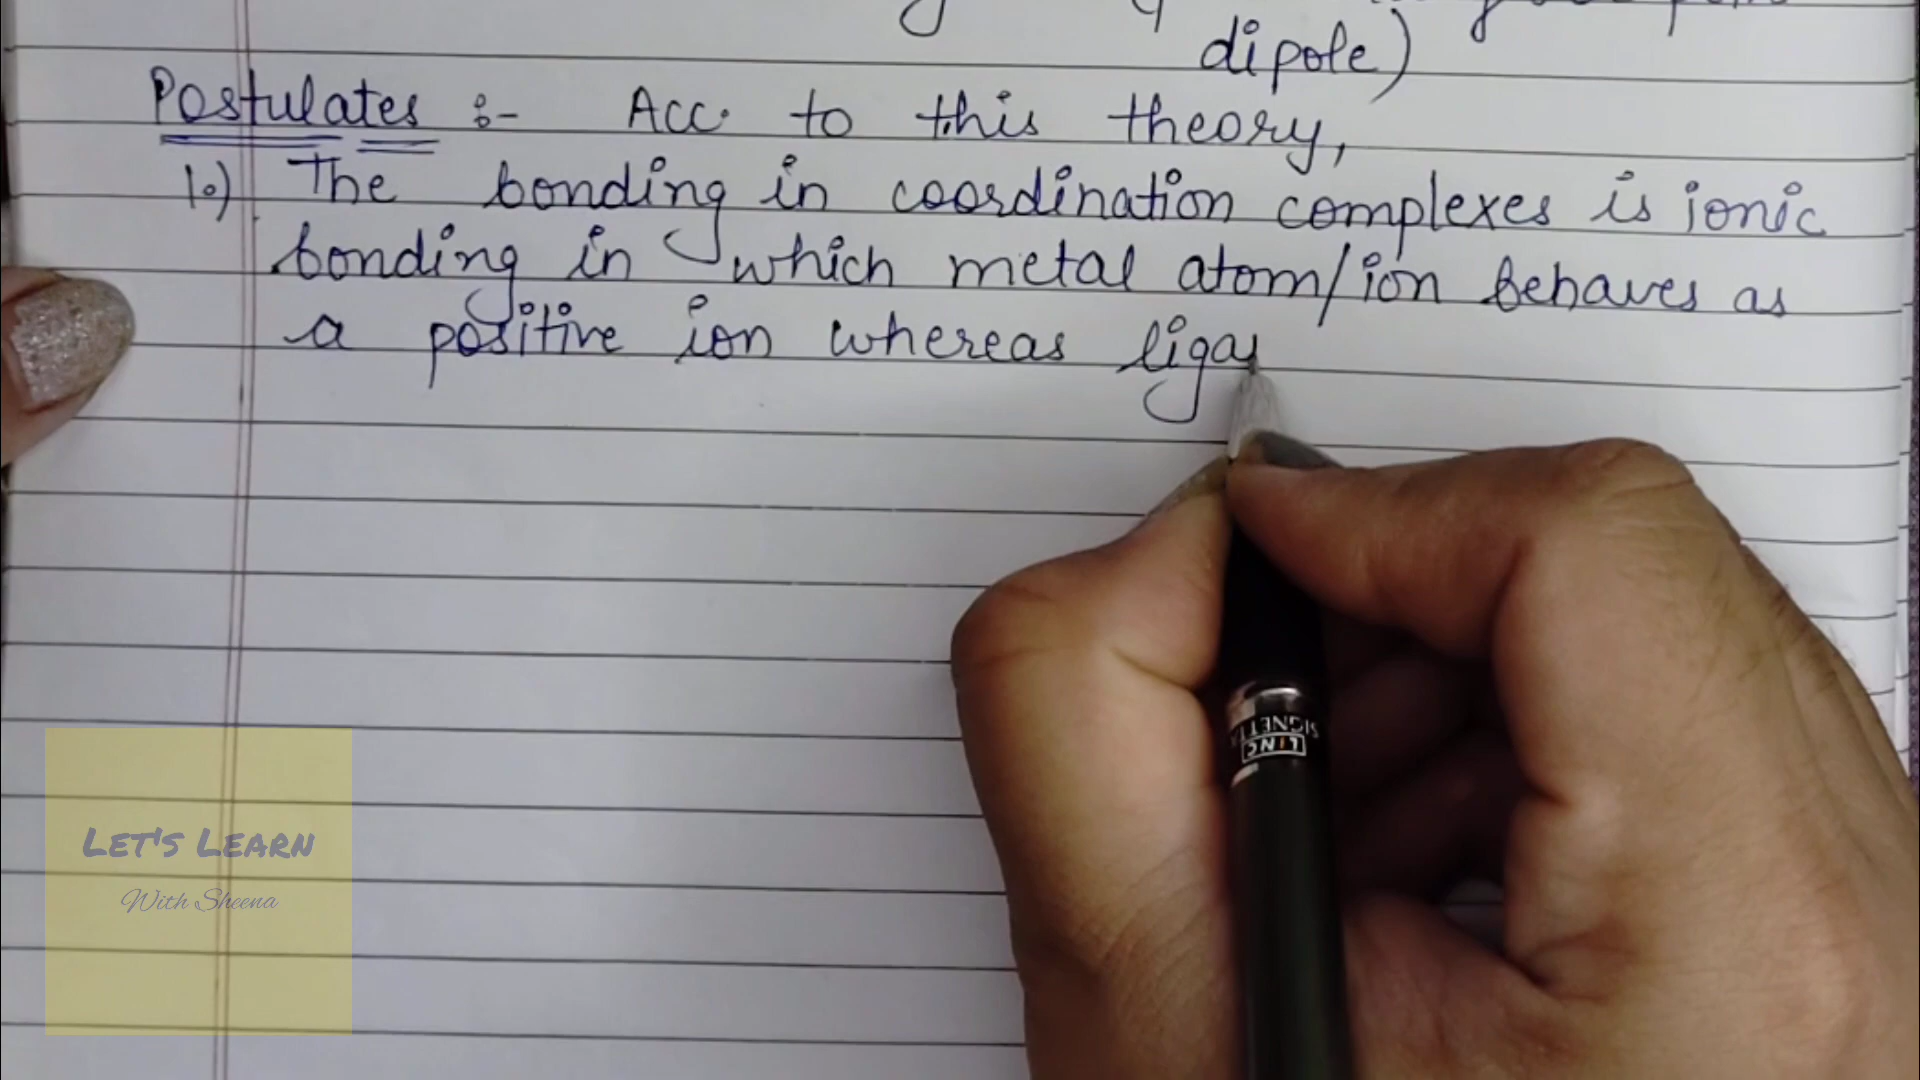 dipole)
Postulates :- Acc. to this theory,
1.) The bonding in coordination complexes is ionic
bonding in which metal atom/ion behaves as
a positive ion whereas liga
LINC
SIGNETTA
LET'S LEARN
With Sheena